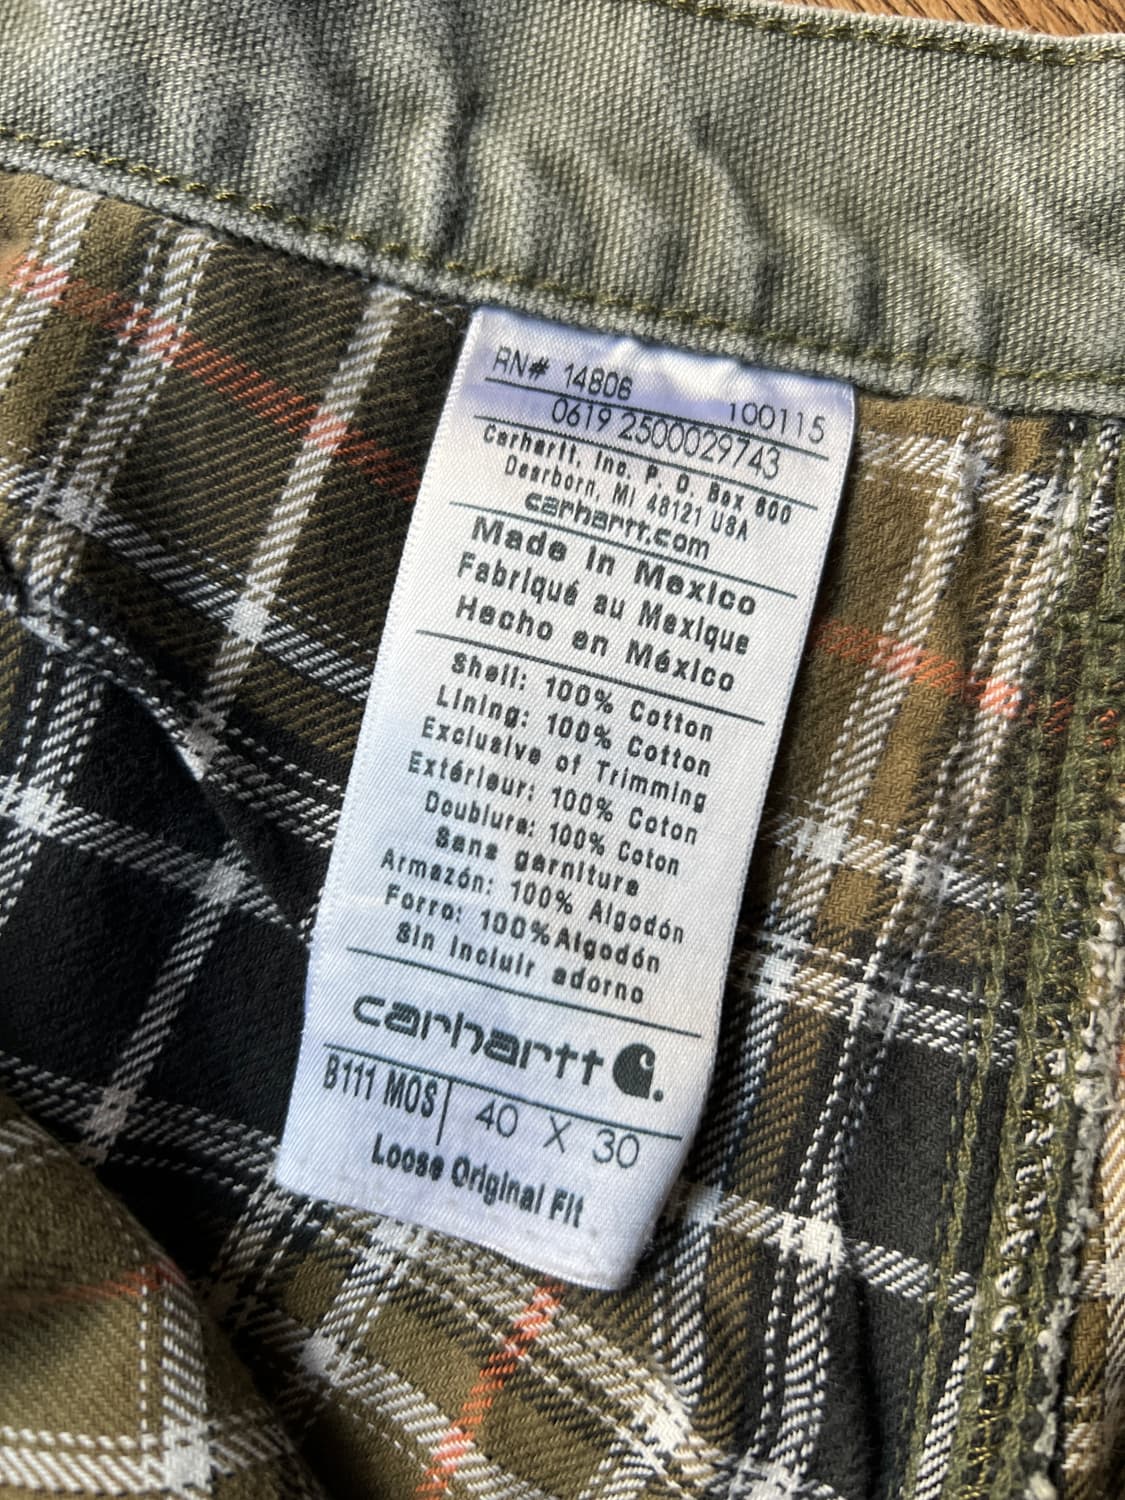 RN# 14806 100115
0619 2500029743
Carhartt, Inc. P. O. Box 600
Dearborn, MI 48121 USA
carhartt.com
Made In Mexico
Fabriqué au Mexique
Hecho en México
Shell: 100% Cotton
Lining: 100% Cotton
Exclusive of Trimming
Extérieur: 100% Coton
Doublure: 100% Coton
Sans garniture
Armazón: 100% Algodón
Forro: 100% Algodón
Sin incluir adorno
carhartt
B111 MOS 40 X 30
Loose Original Fit